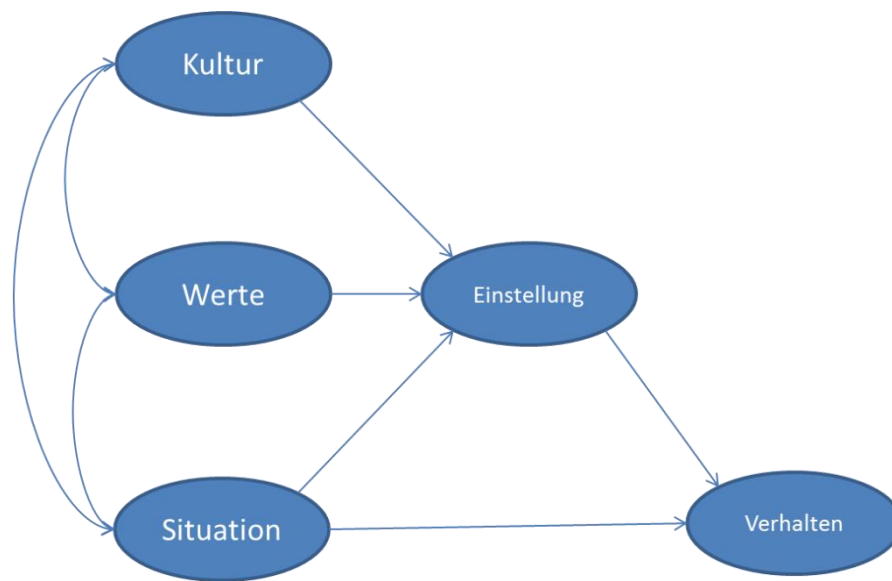 Kultur
Werte
Einstellung
Situation
Verhalten